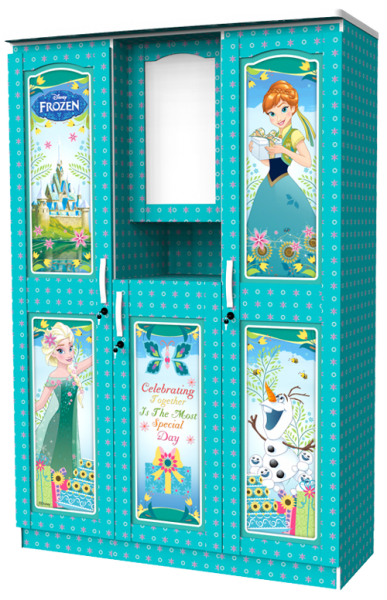 Disney
FROZEN
Celebrating
Together
Is The Most
Special
Day